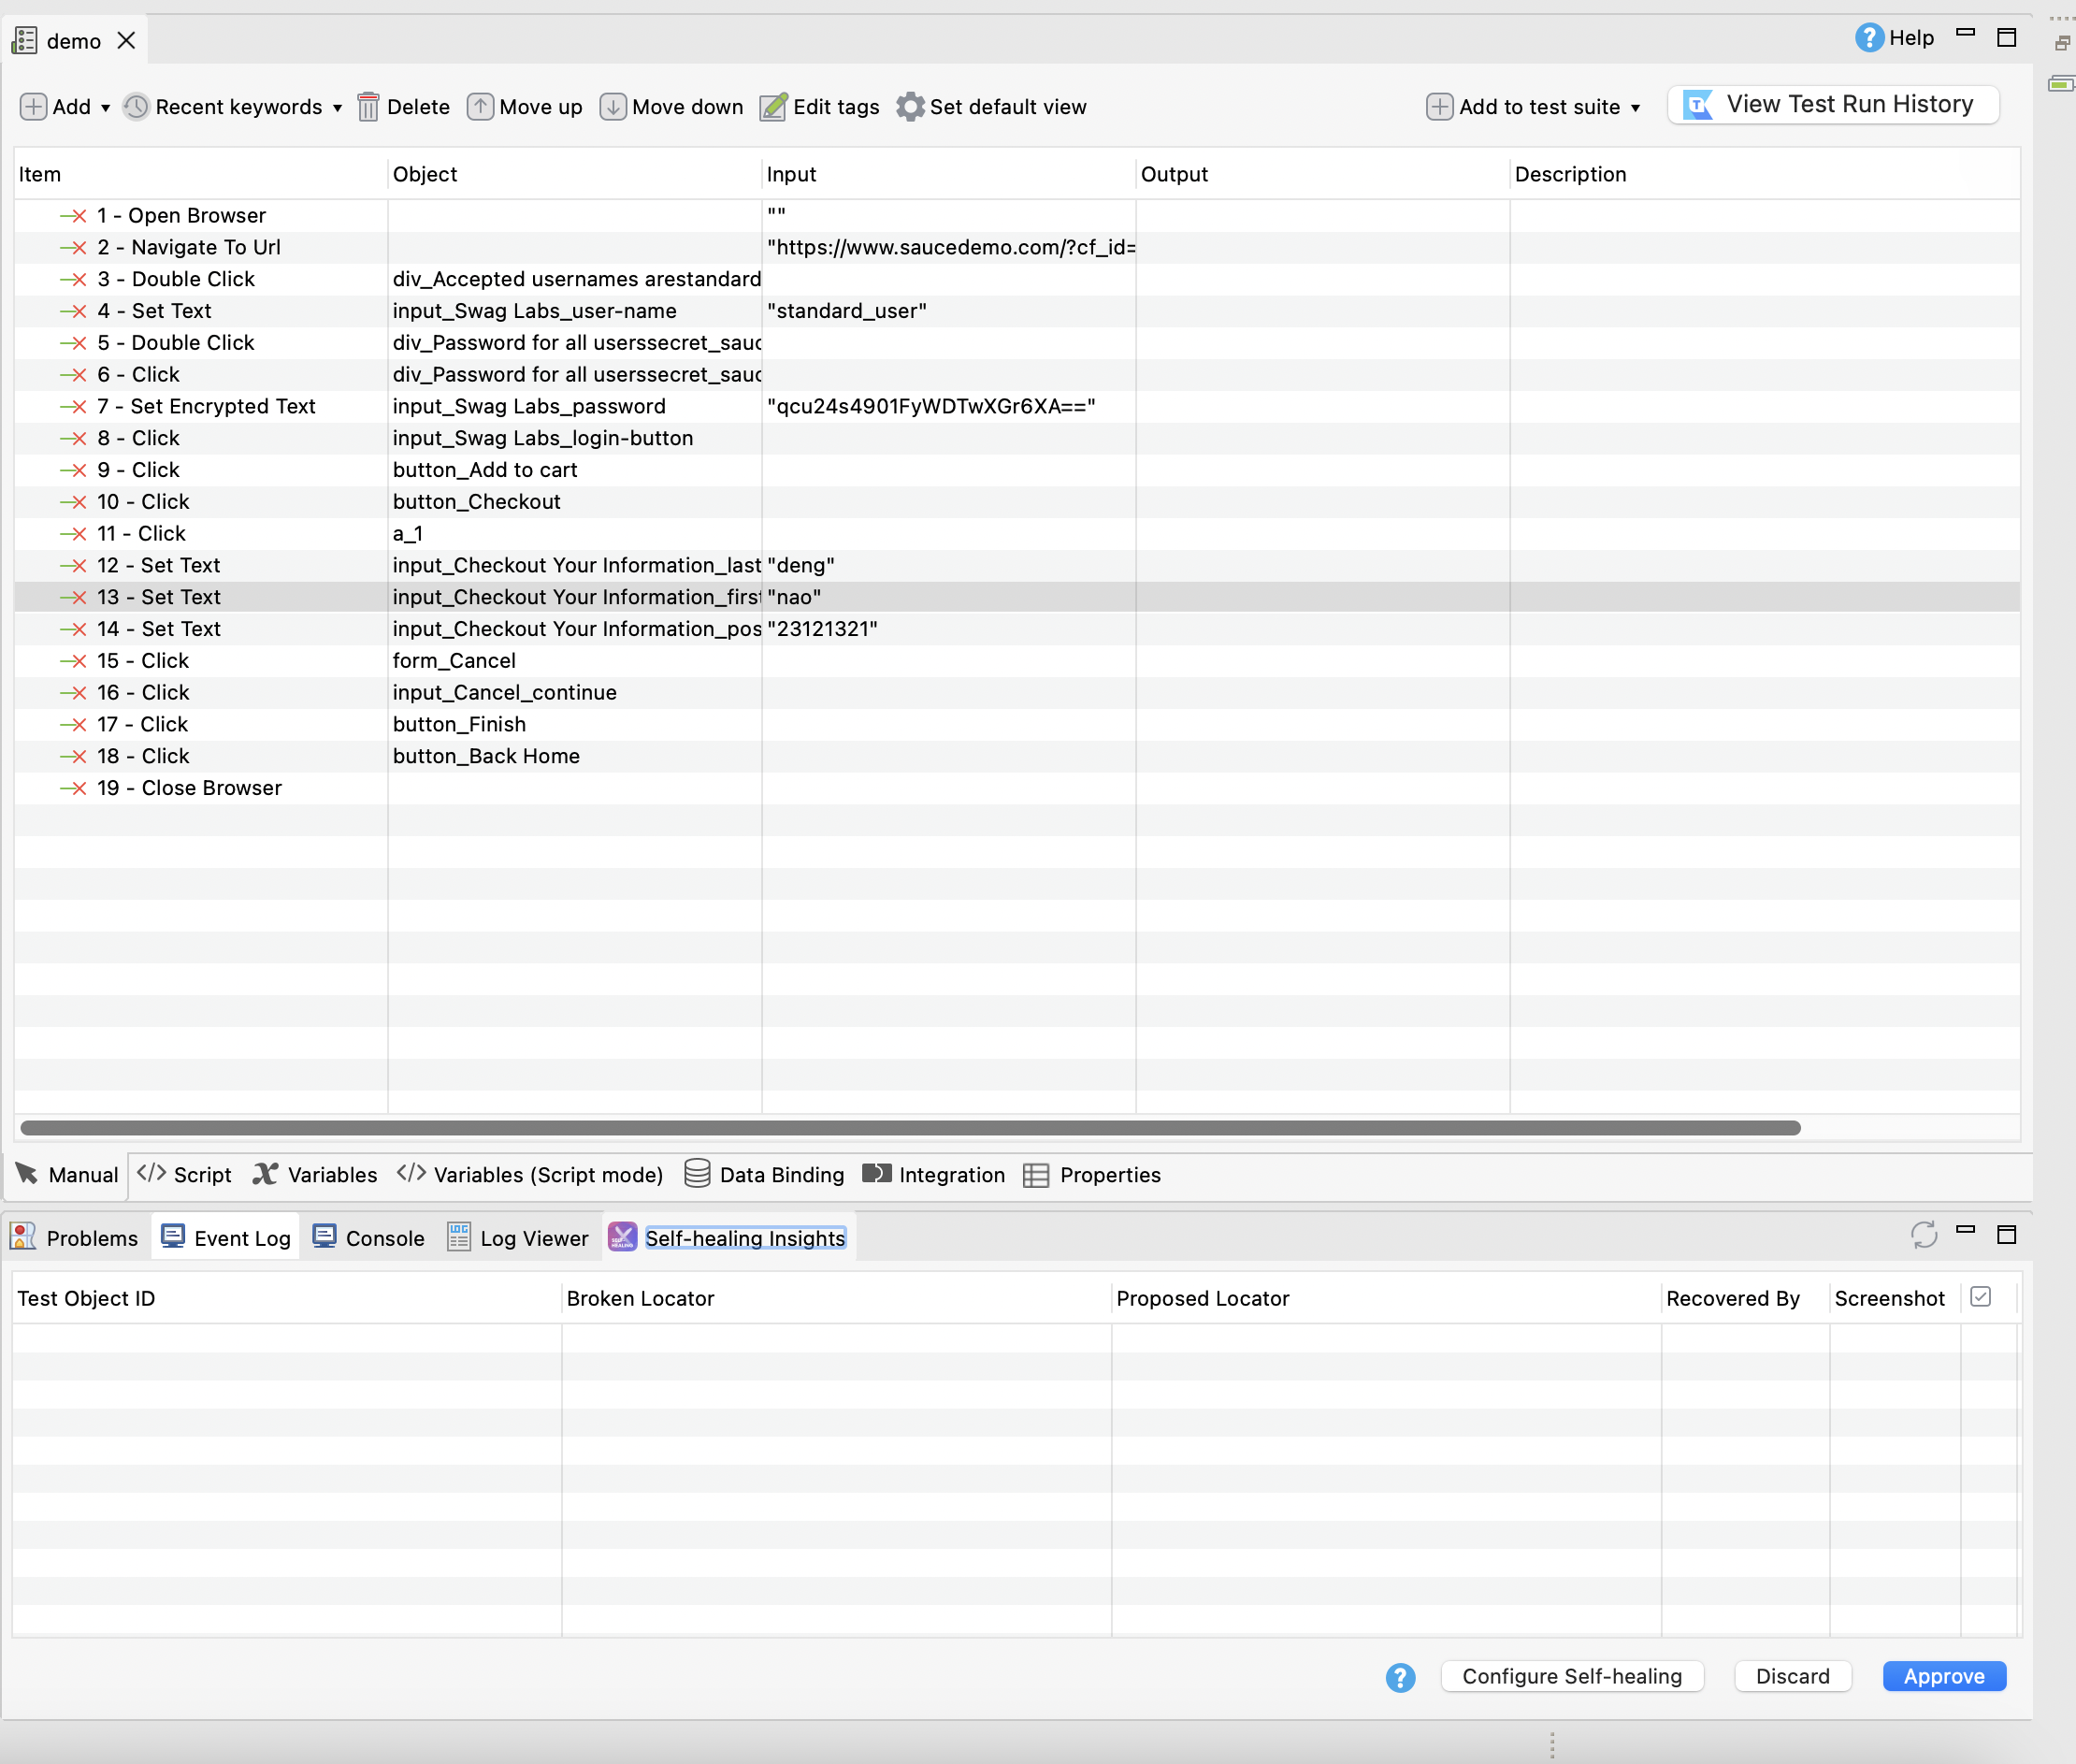 demo
Help
Add
Recent keywords
Delete
Move up
Move down
Edit tags
Set default view
Add to test suite
View Test Run History
Item Object Input Output Description
1 - Open Browser ""
2 - Navigate To Url "https://www.saucedemo.com/?cf_id=
3 - Double Click div_Accepted usernames arestandard
4 - Set Text input_Swag Labs_user-name "standard_user"
5 - Double Click div_Password for all userssecret_sauc
6 - Click div_Password for all userssecret_sauc
7 - Set Encrypted Text input_Swag Labs_password "qcu24s4901FyWDTwXGr6XA=="
8 - Click input_Swag Labs_login-button
9 - Click button_Add to cart
10 - Click button_Checkout
11 - Click a_1
12 - Set Text input_Checkout Your Information_last "deng"
13 - Set Text input_Checkout Your Information_first "nao"
14 - Set Text input_Checkout Your Information_pos "23121321"
15 - Click form_Cancel
16 - Click input_Cancel_continue
17 - Click button_Finish
18 - Click button_Back Home
19 - Close Browser
Manual
Script
Variables
Variables (Script mode)
Data Binding
Integration
Properties
Problems
Event Log
Console
Log Viewer
Self-healing Insights
Test Object ID Broken Locator Proposed Locator Recovered By Screenshot
Configure Self-healing
Discard
Approve